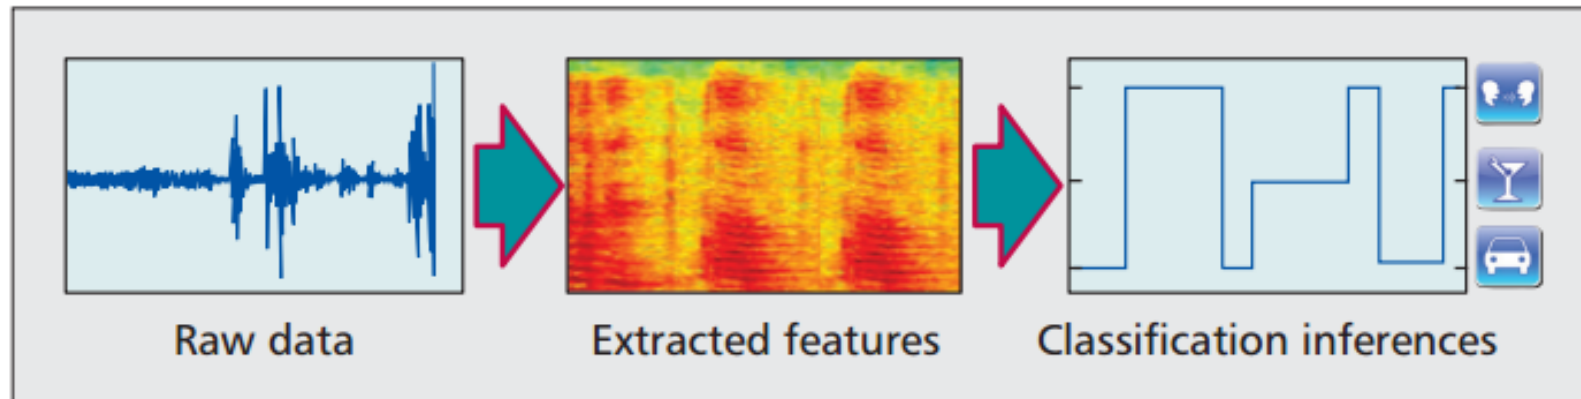 Raw data
Extracted features
Classification inferences